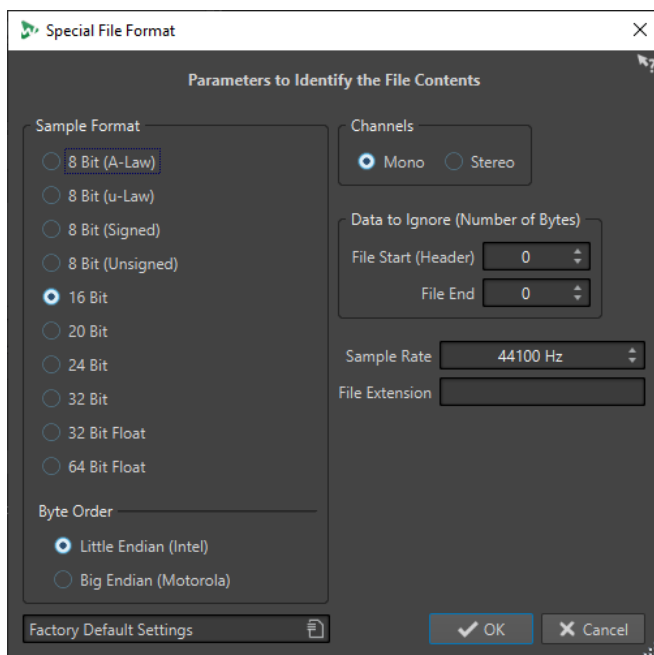 Special File Format
Parameters to Identify the File Contents
Sample Format
8 Bit (A-Law)
8 Bit (u-Law)
8 Bit (Signed)
8 Bit (Unsigned)
16 Bit
20 Bit
24 Bit
32 Bit
32 Bit Float
64 Bit Float
Byte Order
Little Endian (Intel)
Big Endian (Motorola)
Channels
Mono Stereo
Data to Ignore (Number of Bytes)
File Start (Header) 0
File End 0
Sample Rate 44100 Hz
File Extension
Factory Default Settings
OK Cancel